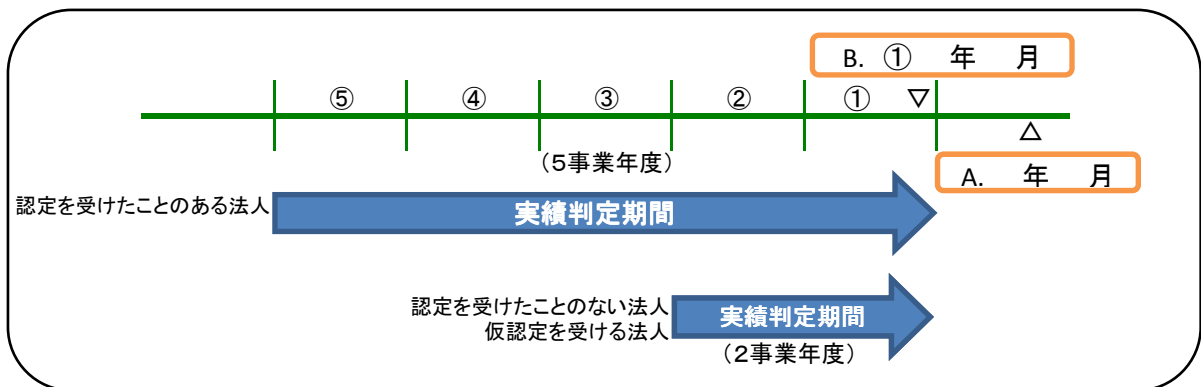 B. ① 年 月
⑤ ④ ③ ② ① ▽
△
（5事業年度）
A. 年 月
認定を受けたことのある法人
実績判定期間
認定を受けたことのない法人
仮認定を受ける法人
実績判定期間
（2事業年度）